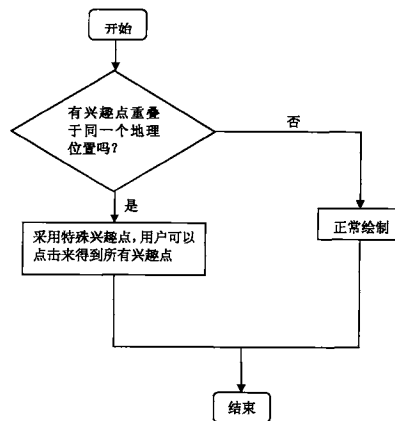 开始
有兴趣点重叠
于同一个地理
位置吗?
否
是
采用特殊兴趣点,用户可以
点击来得到所有兴趣点
正常绘制
结束